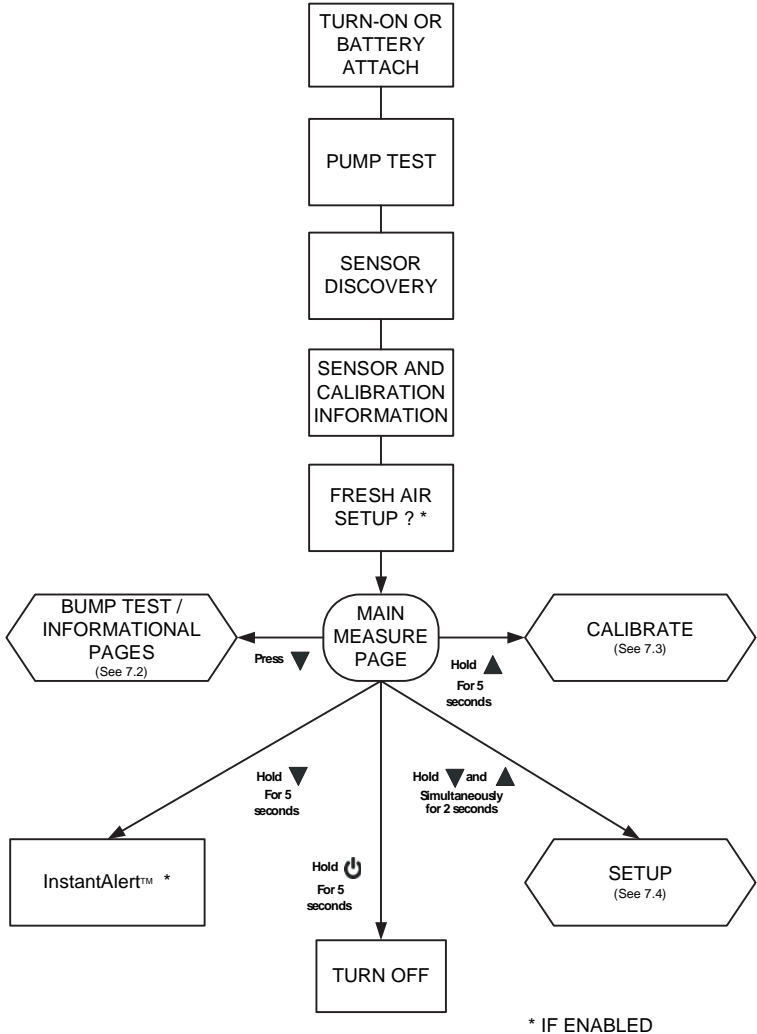 TURN-ON OR
BATTERY
ATTACH
PUMP TEST
SENSOR
DISCOVERY
SENSOR AND
CALIBRATION
INFORMATION
FRESH AIR
SETUP ? *
BUMP TEST /
INFORMATIONAL
PAGES
(See 7.2)
MAIN
MEASURE
PAGE
CALIBRATE
(See 7.3)
Press ▼
Hold ▲
For 5
seconds
Hold ▼
For 5
seconds
Hold ▼ and ▲
Simultaneously
for 2 seconds
InstantAlert™ *
Hold ⏻
For 5
seconds
SETUP
(See 7.4)
TURN OFF
* IF ENABLED